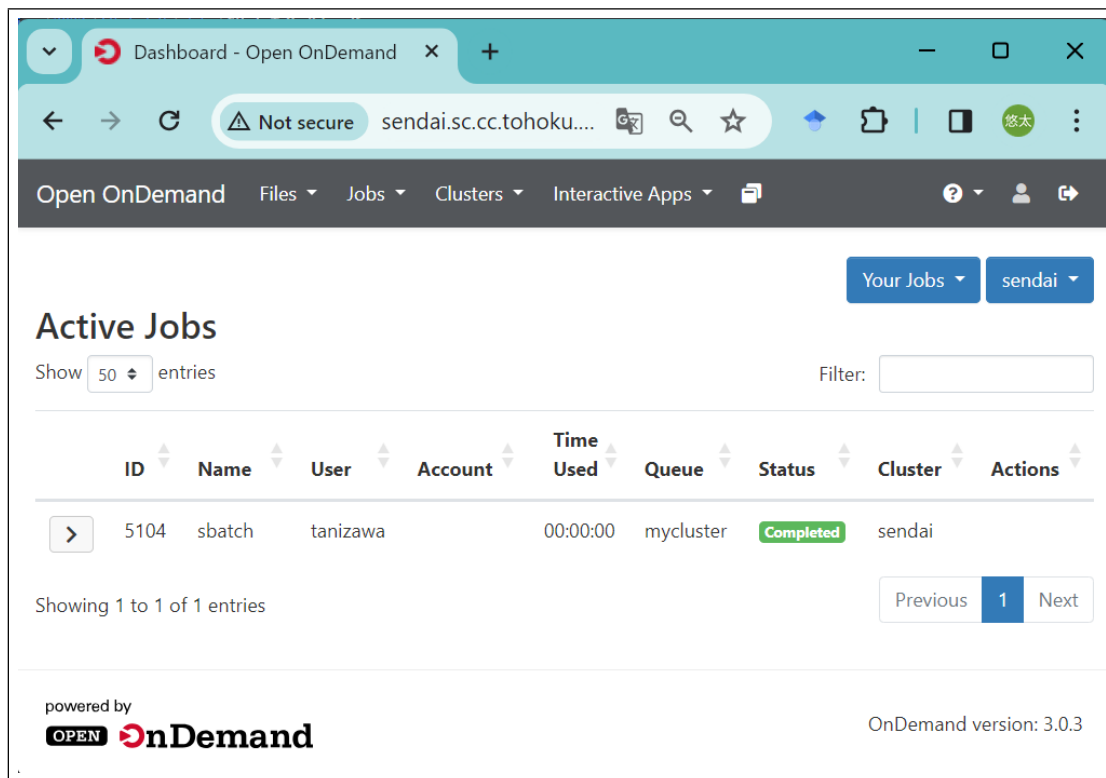 Dashboard - Open OnDemand
Not secure sendai.sc.cc.tohoku.... 悠太
Open OnDemand Files Jobs Clusters Interactive Apps
Your Jobs sendai
Active Jobs
Show 50 entries Filter:
Time
ID Name User Account Used Queue Status Cluster Actions
5104 sbatch tanizawa 00:00:00 mycluster Completed sendai
Showing 1 to 1 of 1 entries Previous 1 Next
powered by
OPEN OnDemand OnDemand version: 3.0.3